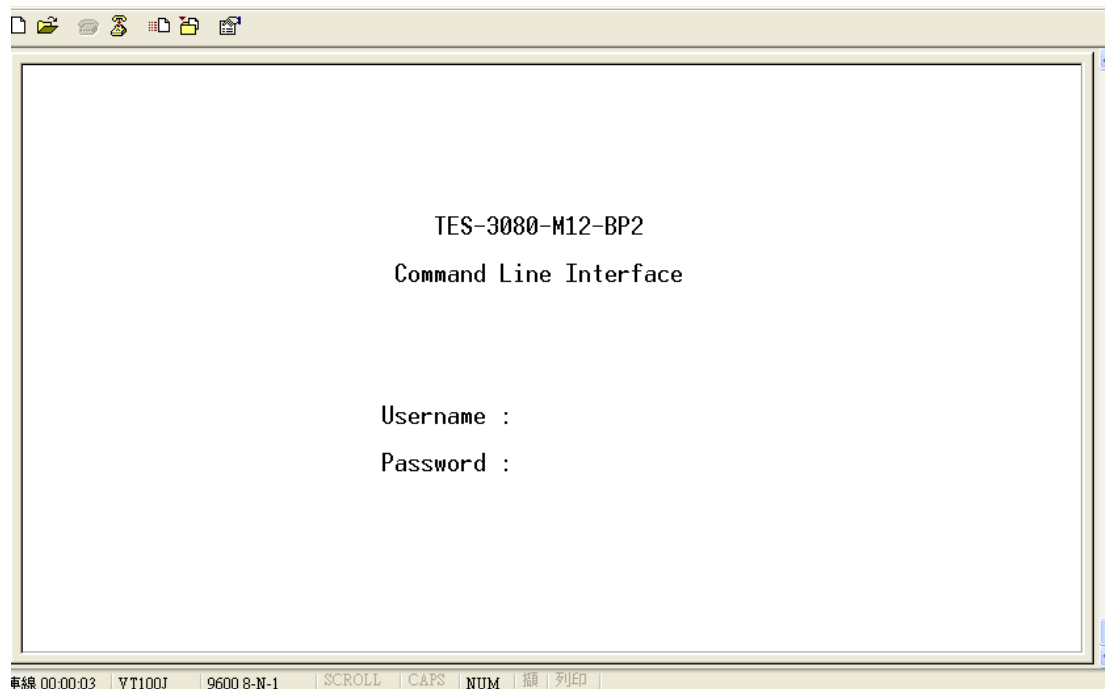 TES-3080-M12-BP2
Command Line Interface
Username :
Password :
連線 00:00:03 VT100J 9600 8-N-1 SCROLL CAPS NUM 擷 列印